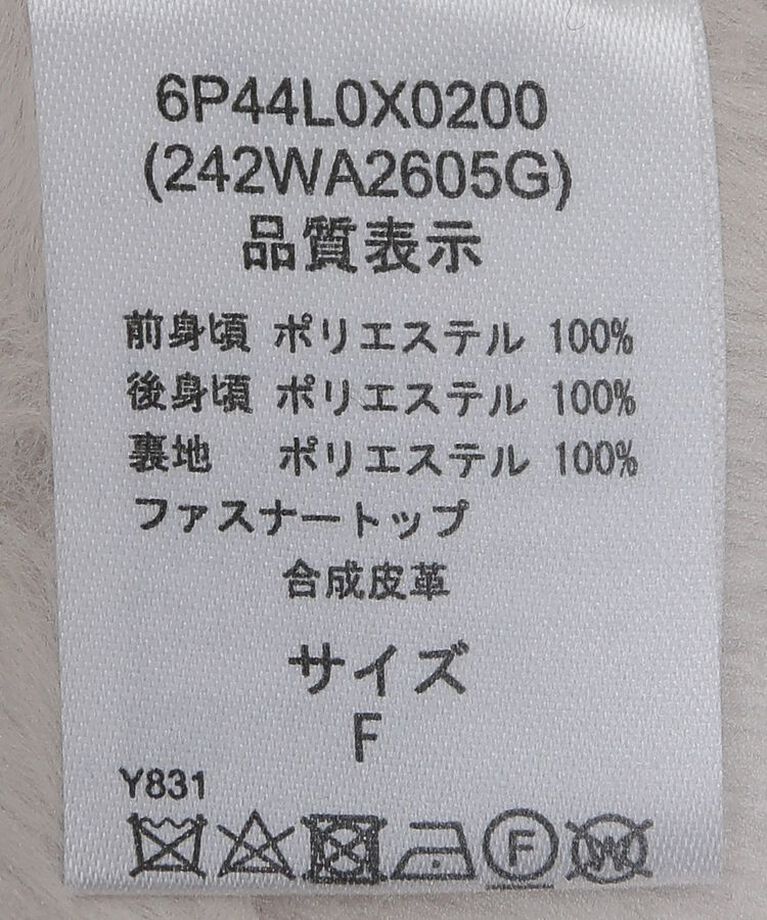 6P44L0X0200
(242WA2605G)
品質表示
前身頃 ポリエステル 100%
後身頃 ポリエステル 100%
裏地 ポリエステル 100%
ファスナートップ
合成皮革
サイズ
F
Y831
F W